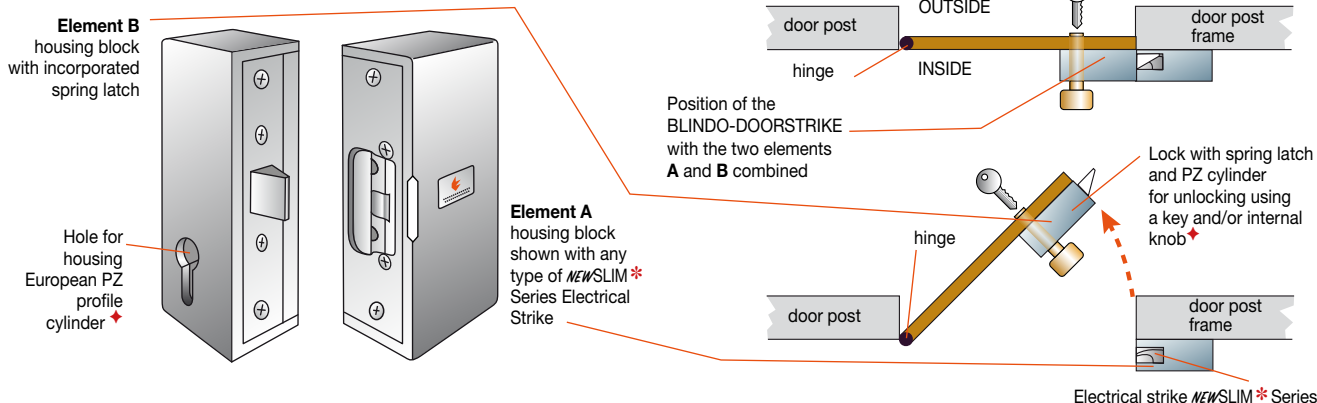 Element B
housing block
with incorporated
spring latch
Hole for
housing
European PZ
profile
cylinder ✦
Element A
housing block
shown with any
type of NEWSLIM *
Series Electrical
Strike
door post
OUTSIDE
door post
frame
hinge
INSIDE
Position of the
BLINDO-DOORSTRIKE
with the two elements
A and B combined
Lock with spring latch
and PZ cylinder
for unlocking using
a key and/or internal
knob ✦
hinge
door post
door post
frame
Electrical strike NEWSLIM * Series